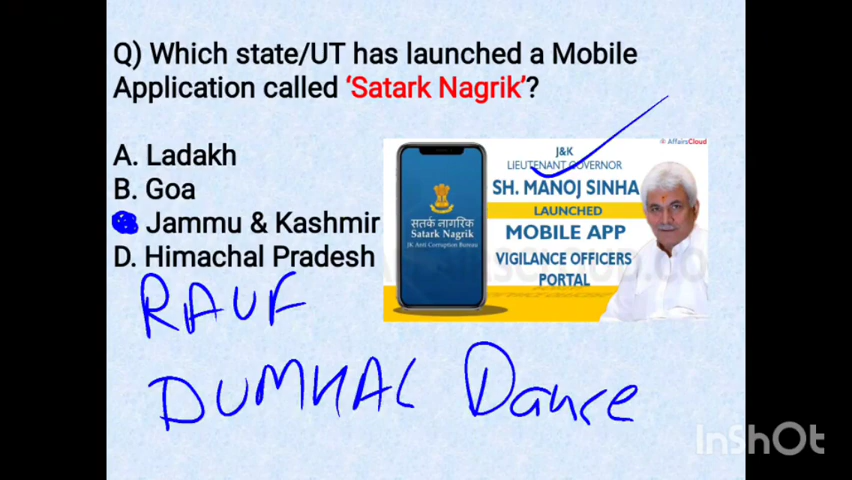 Q) Which state/UT has launched a Mobile
Application called ‘Satark Nagrik’?
A. Ladakh
B. Goa
Jammu & Kashmir
D. Himachal Pradesh
AffairsCloud
J&K
LIEUTENANT GOVERNOR
SH. MANOJ SINHA
LAUNCHED
MOBILE APP
VIGILANCE OFFICERS
PORTAL
सतर्क नागरिक
Satark Nagrik
JK Anti Corruption Bureau
RAUF
DUMHAL Dance
InShOt